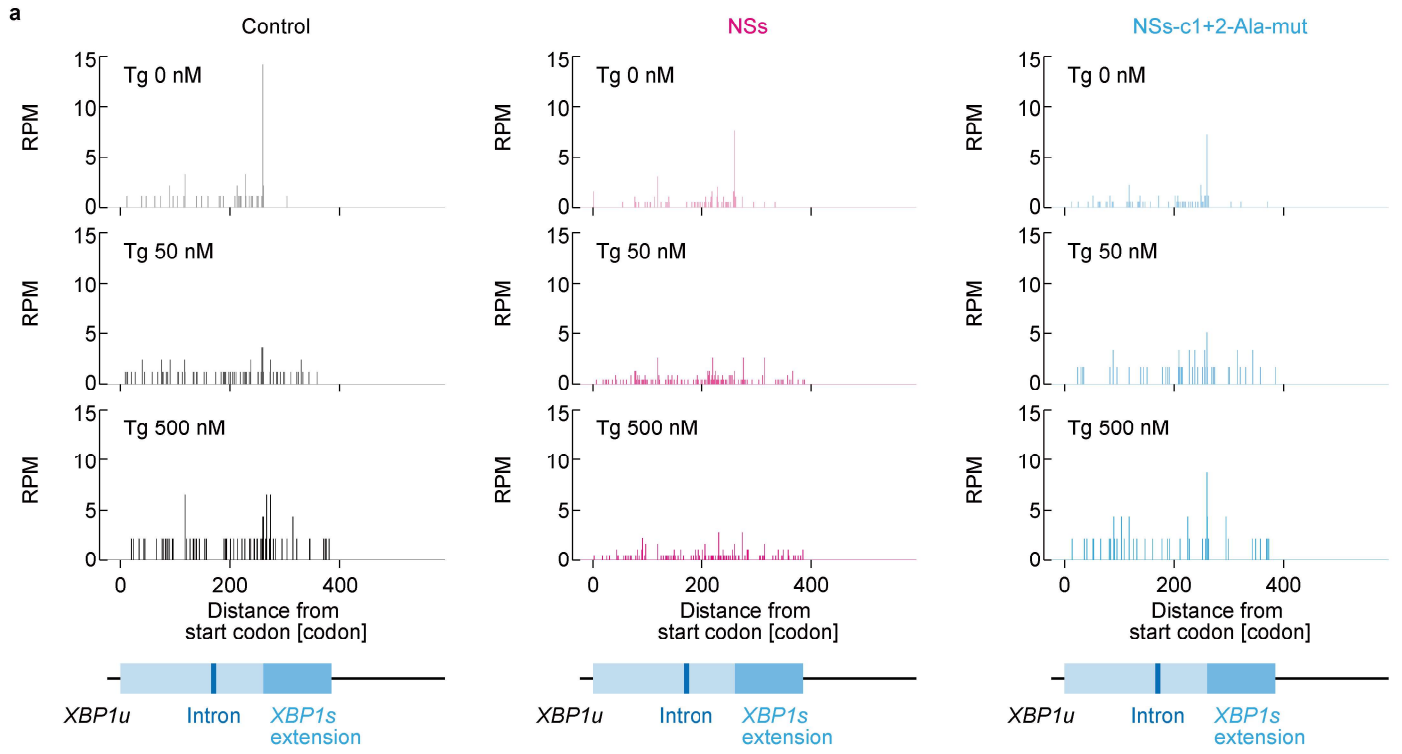 a
Control
NSs
NSs-c1+2-Ala-mut
15
10
5
0
RPM
Tg 0 nM
15
10
5
0
RPM
Tg 0 nM
15
10
5
0
RPM
Tg 0 nM
15
10
5
0
RPM
Tg 50 nM
15
10
5
0
RPM
Tg 50 nM
15
10
5
0
RPM
Tg 50 nM
15
10
5
0
RPM
Tg 500 nM
15
10
5
0
RPM
Tg 500 nM
15
10
5
0
RPM
Tg 500 nM
0 200 400
Distance from
start codon [codon]
0 200 400
Distance from
start codon [codon]
0 200 400
Distance from
start codon [codon]
XBP1u Intron XBP1s
extension
XBP1u Intron XBP1s
extension
XBP1u Intron XBP1s
extension